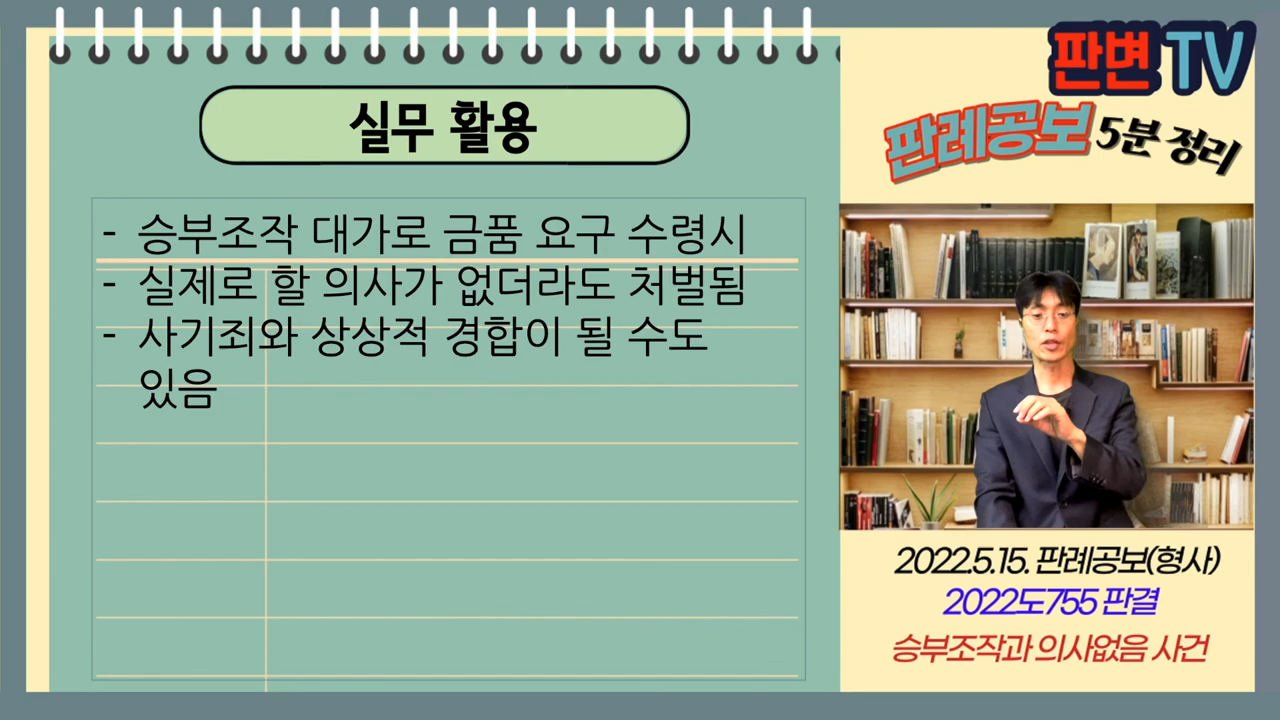 실무 활용
- 승부조작 대가로 금품 요구 수령시
- 실제로 할 의사가 없더라도 처벌됨
- 사기죄와 상상적 경합이 될 수도
있음
판변 TV
판례공보 5분 정리
2022.5.15. 판례공보(형사)
2022도755 판결
승부조작과 의사없음 사건